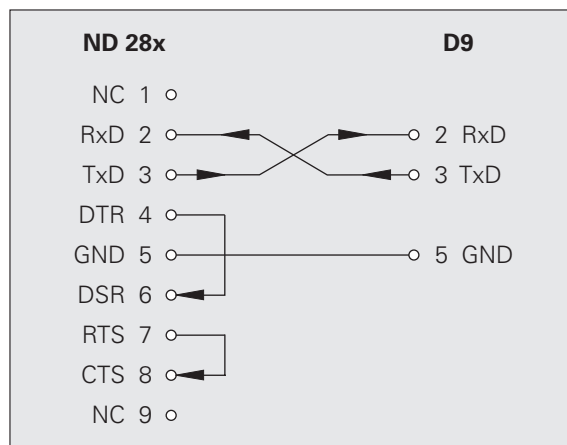 ND 28x D9
NC 1
RxD 2 2 RxD
TxD 3 3 TxD
DTR 4
GND 5 5 GND
DSR 6
RTS 7
CTS 8
NC 9